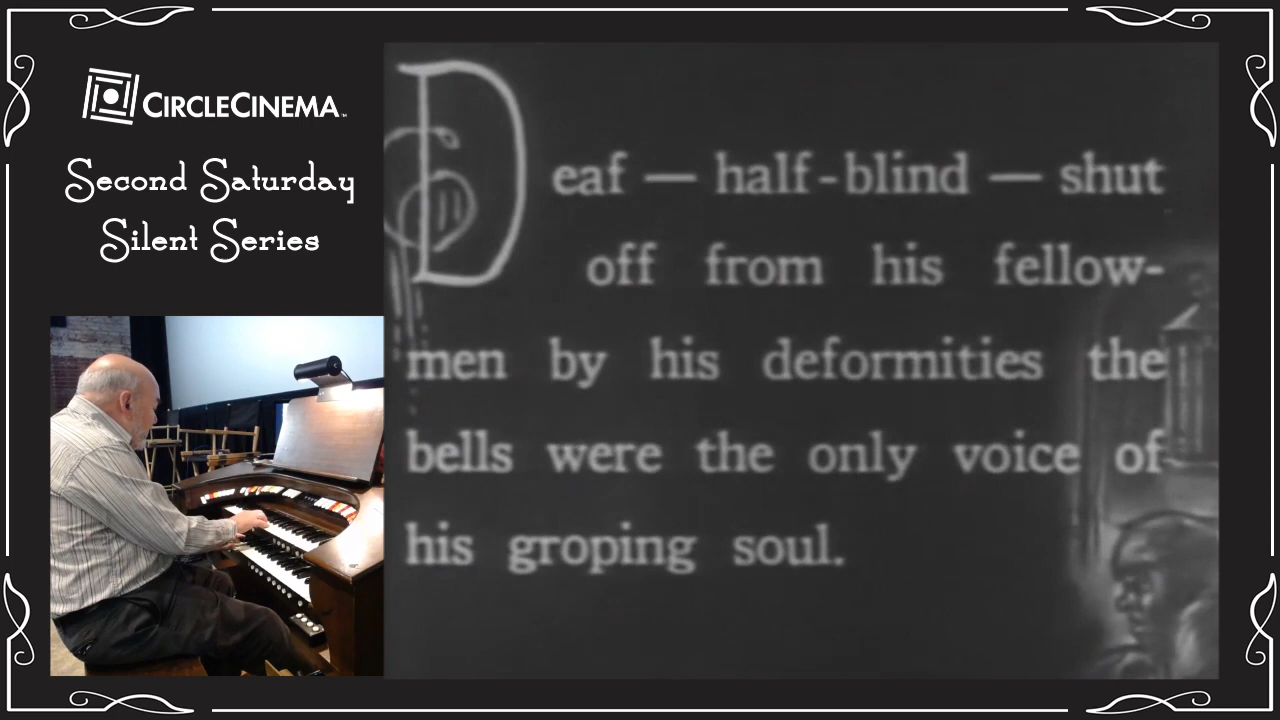 CIRCLECINEMA™
Second Saturday
Silent Series
Deaf — half-blind — shut
off from his fellow-
men by his deformities the
bells were the only voice of
his groping soul.